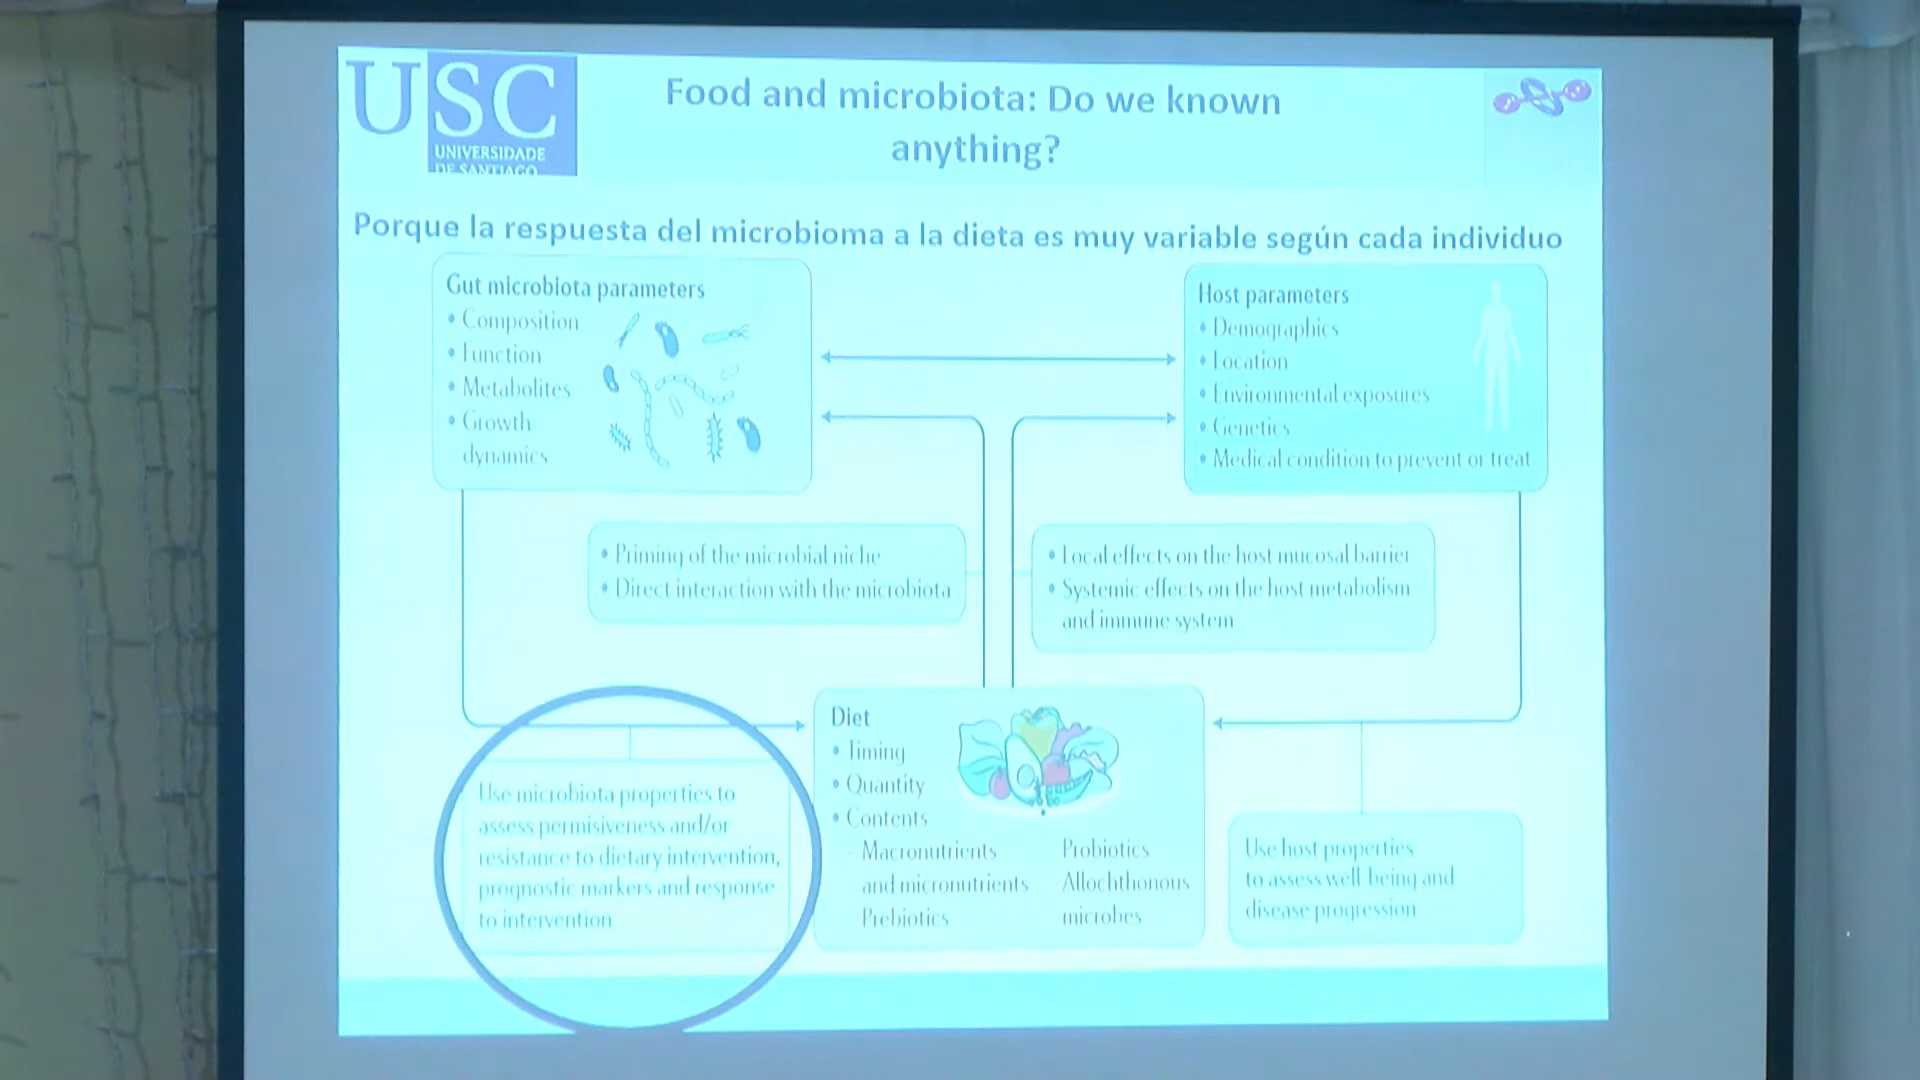 USC
UNIVERSIDADE
DE SANTIAGO
Food and microbiota: Do we known
anything?
Porque la respuesta del microbioma a la dieta es muy variable según cada individuo
Gut microbiota parameters
• Composition
• Function
• Metabolites
• Growth
dynamics
Host parameters
• Demographics
• Location
• Environmental exposures
• Genetics
• Medical condition to prevent or treat
• Priming of the microbial niche
• Direct interaction with the microbiota
• Local effects on the host mucosal barrier
• Systemic effects on the host metabolism
and immune system
Use microbiota properties to
assess permisiveness and/or
resistance to dietary intervention,
prognostic markers and response
to intervention
Diet
• Timing
• Quantity
• Contents
- Macronutrients
and micronutrients
Prebiotics
Probiotics
Allochthonous
microbes
Use host properties
to assess well-being and
disease progression